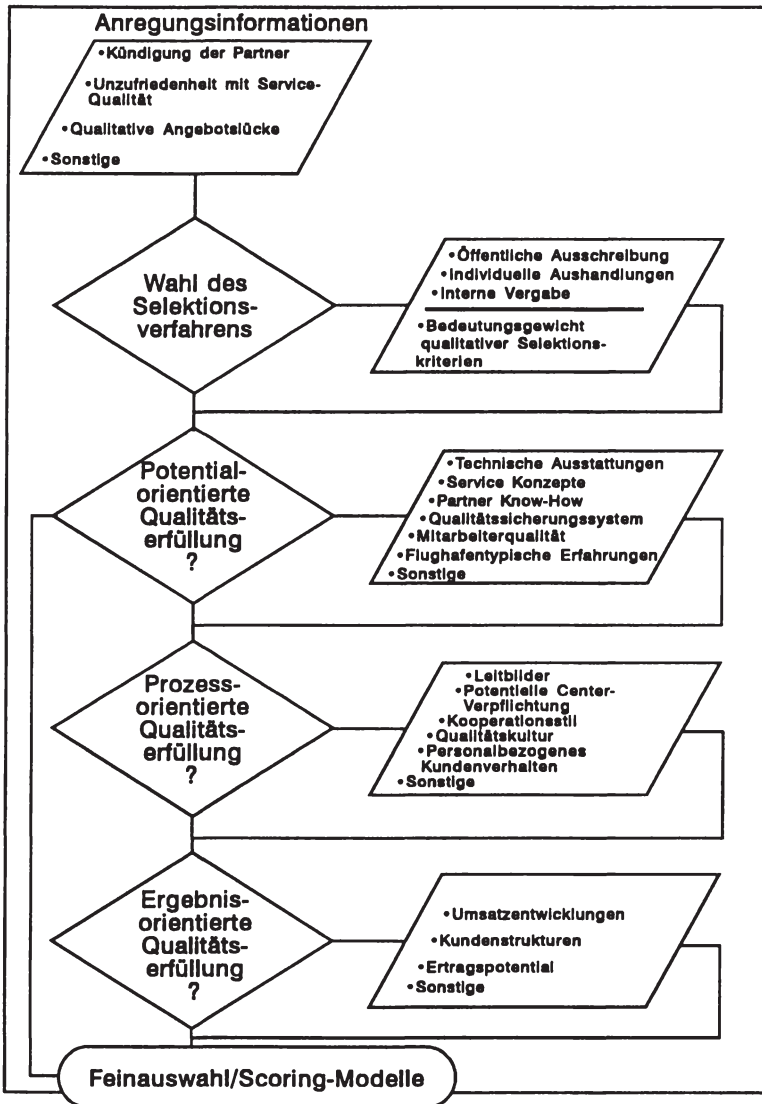 Anregungsinformationen
•Kündigung der Partner
•Unzufriedenheit mit Service-
Qualität
•Qualitative Angebotslücke
•Sonstige
Wahl des
Selektions-
verfahrens
•Öffentliche Ausschreibung
•Individuelle Aushandlungen
•Interne Vergabe
•Bedeutungsgewicht
qualitativer Selektions-
kriterien
Potential-
orientierte
Qualitäts-
erfüllung
?
•Technische Ausstattungen
•Service Konzepte
•Partner Know-How
•Qualitätssicherungssystem
•Mitarbeiterqualität
•Flughafentypische Erfahrungen
•Sonstige
Prozess-
orientierte
Qualitäts-
erfüllung
?
•Leitbilder
•Potentielle Center-
Verpflichtung
•Kooperationsstil
•Qualitätskultur
•Personalbezogenes
Kundenverhalten
•Sonstige
Ergebnis-
orientierte
Qualitäts-
erfüllung
?
•Umsatzentwicklungen
•Kundenstrukturen
•Ertragspotential
•Sonstige
Feinauswahl/Scoring-Modelle